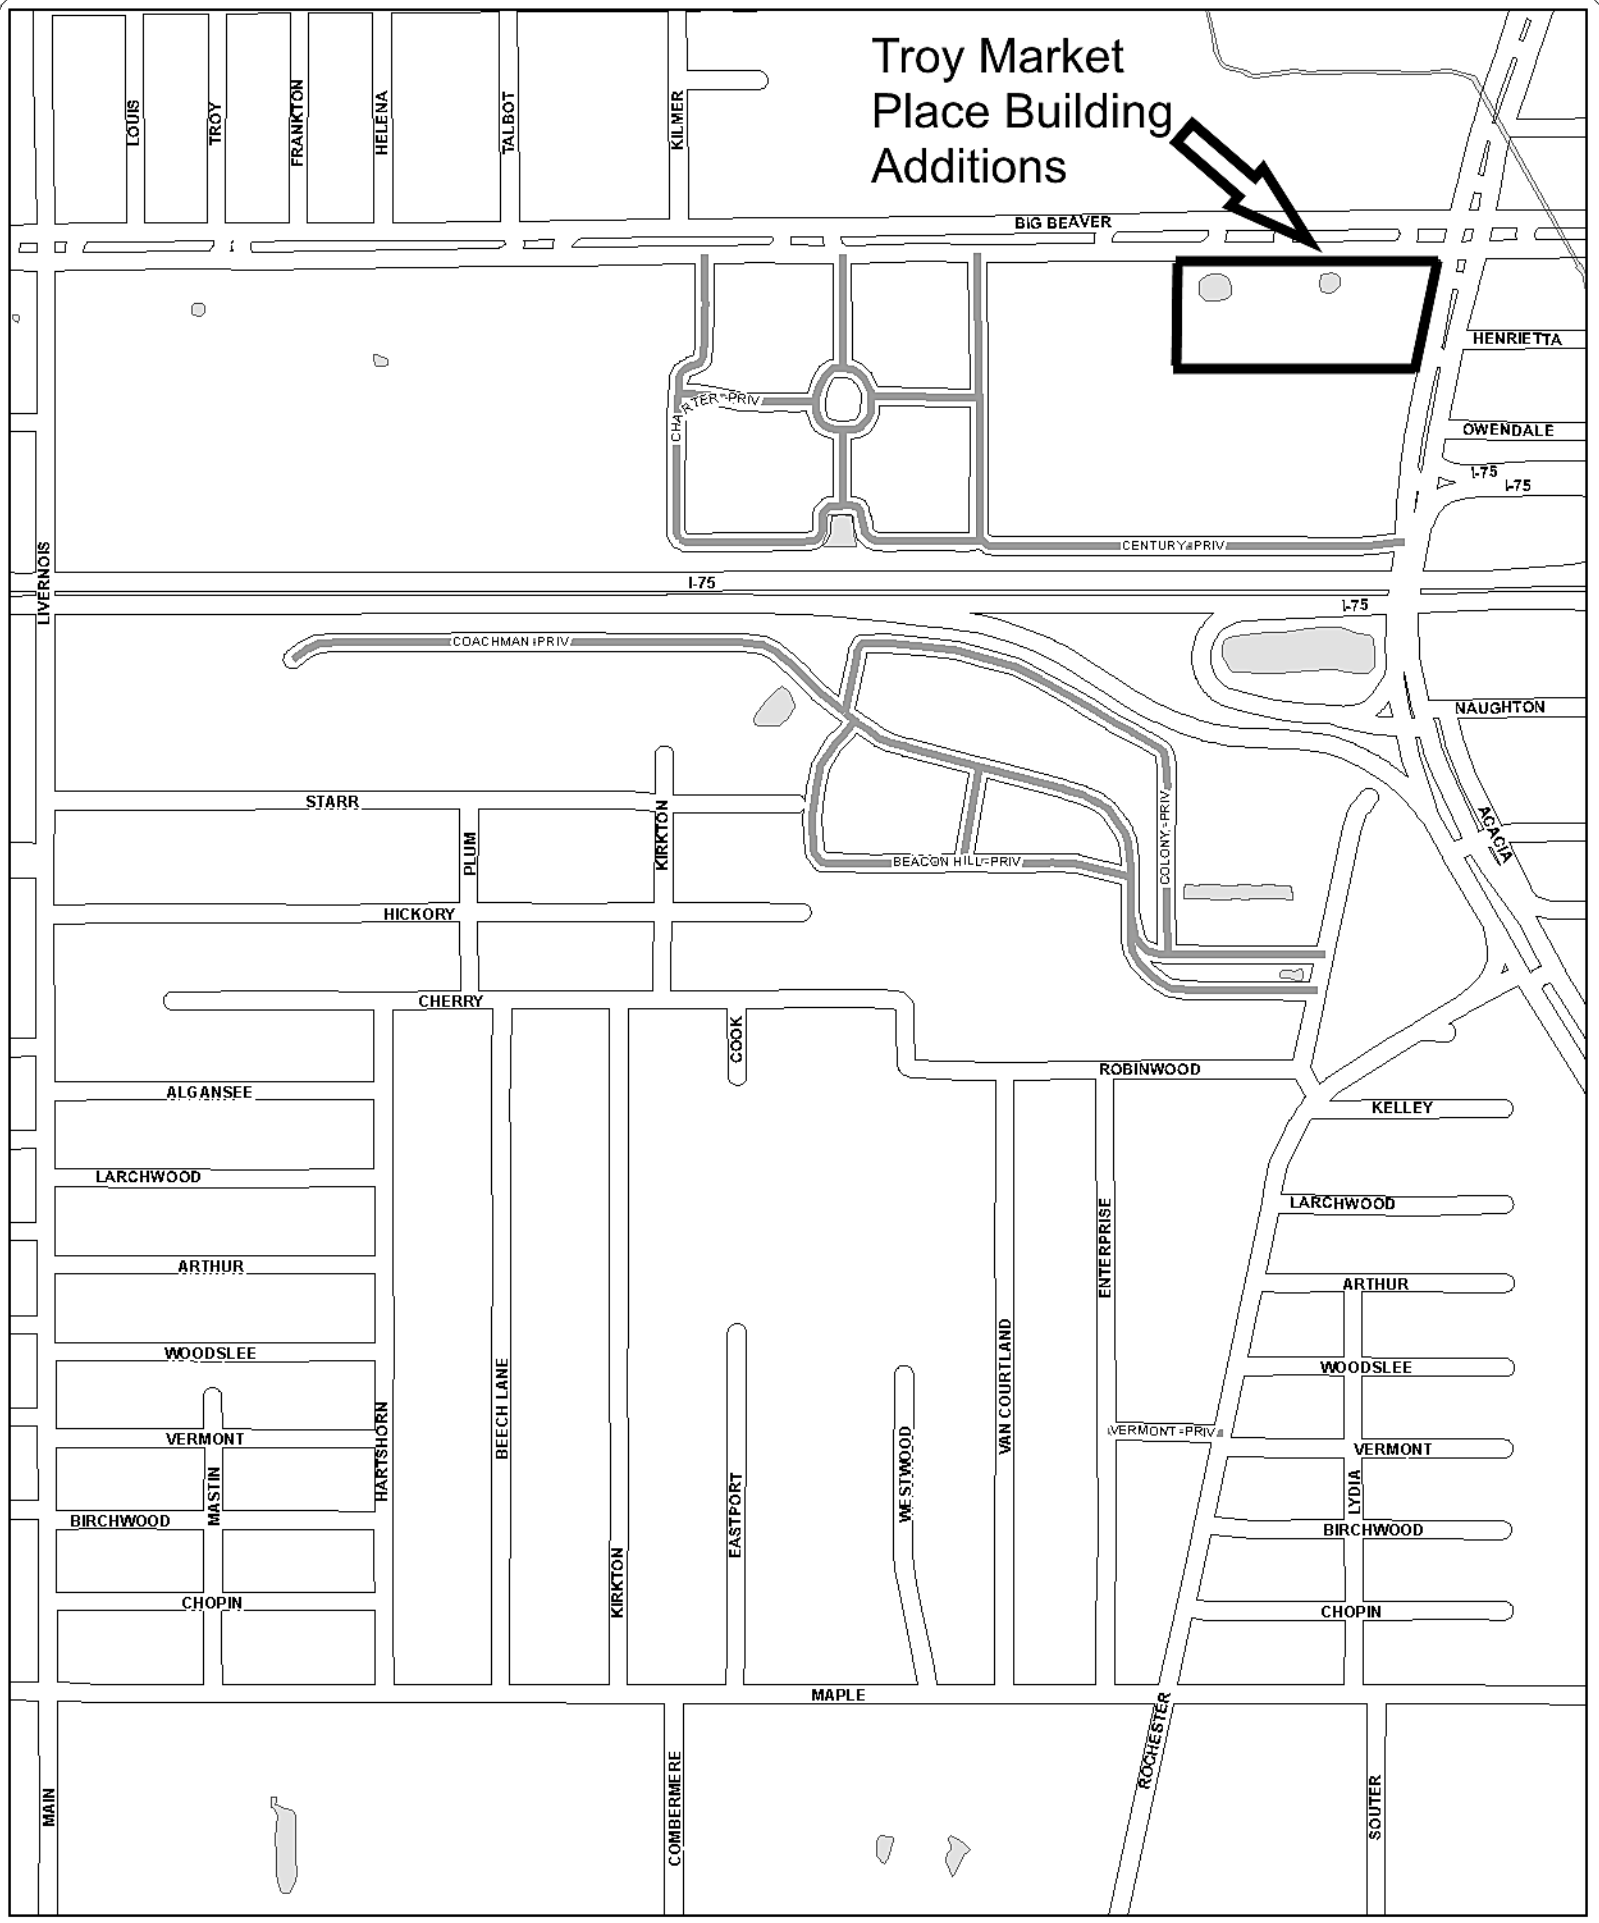 Troy Market
Place Building
Additions
LOUIS
TROY
FRANKTON
HELENA
TALBOT
KILMER
BIG BEAVER
HENRIETTA
CHARTER-PRIV
OWENDALE
I-75
I-75
CENTURY-PRIV
LIVERNOIS
I-75
I-75
COACHMAN-PRIV
NAUGHTON
STARR
PLUM
KIRKTON
COLONY-PRIV
ACACIA
BEACON HILL-PRIV
HICKORY
CHERRY
COOK
ROBINWOOD
ALGANSEE
KELLEY
LARCHWOOD
LARCHWOOD
ENTERPRISE
ARTHUR
ARTHUR
WOODSLEE
WOODSLEE
HARTSHORN
BEECH LANE
VAN COURTLAND
VERMONT
VERMONT-PRIV
VERMONT
MASTIN
WESTWOOD
LYDIA
EASTPORT
BIRCHWOOD
BIRCHWOOD
KIRKTON
CHOPIN
CHOPIN
MAPLE
ROCHESTER
MAIN
COMBERMERE
SOUTER